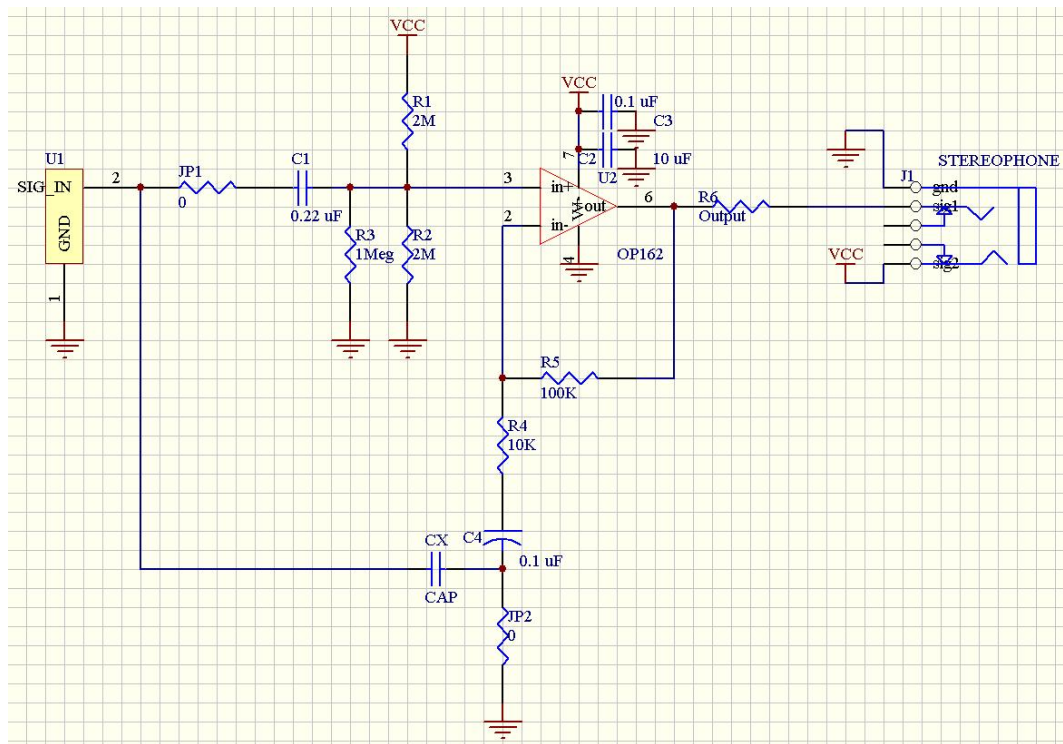 VCC
R1
2M
VCC
0.1 uF
C3
C2
10 uF
U2
7
U1
SIG_IN
2
GND
1
JP1
0
C1
0.22 uF
R3
1Meg
R2
2M
3
in+
2
in-
V-
Vout
6
4
OP162
R6
Output
STEREOPHONE
J1
gnd
sig1
sig2
VCC
R5
100K
R4
10K
C4
0.1 uF
CX
CAP
JP2
0